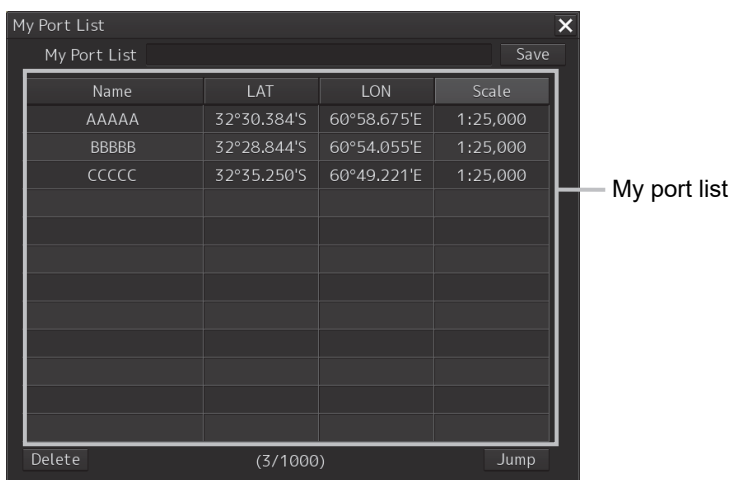 My Port List
My Port List Save
Name LAT LON Scale
AAAAA 32°30.384'S 60°58.675'E 1:25,000
BBBBB 32°28.844'S 60°54.055'E 1:25,000
CCCCC 32°35.250'S 60°49.221'E 1:25,000
My port list
Delete (3/1000) Jump